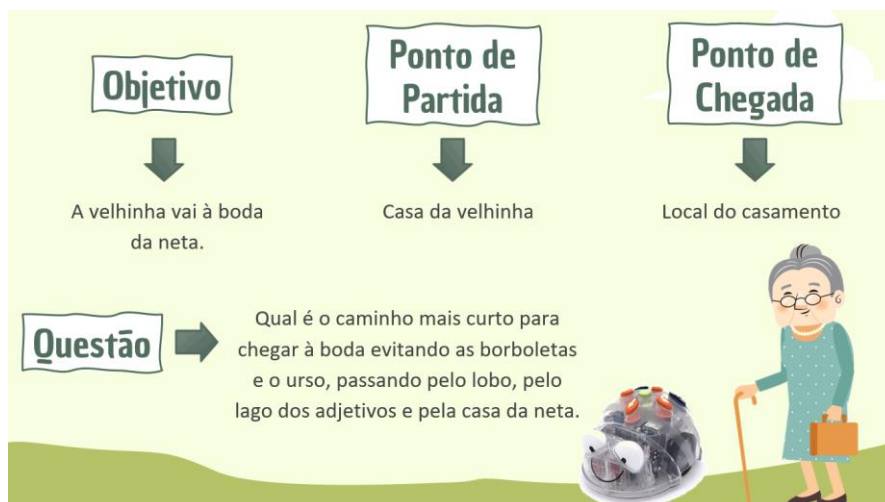 Objetivo
Ponto de
Partida
Ponto de
Chegada
A velhinha vai à boda
da neta.
Casa da velhinha
Local do casamento
Questão
Qual é o caminho mais curto para
chegar à boda evitando as borboletas
e o urso, passando pelo lobo, pelo
lago dos adjetivos e pela casa da neta.